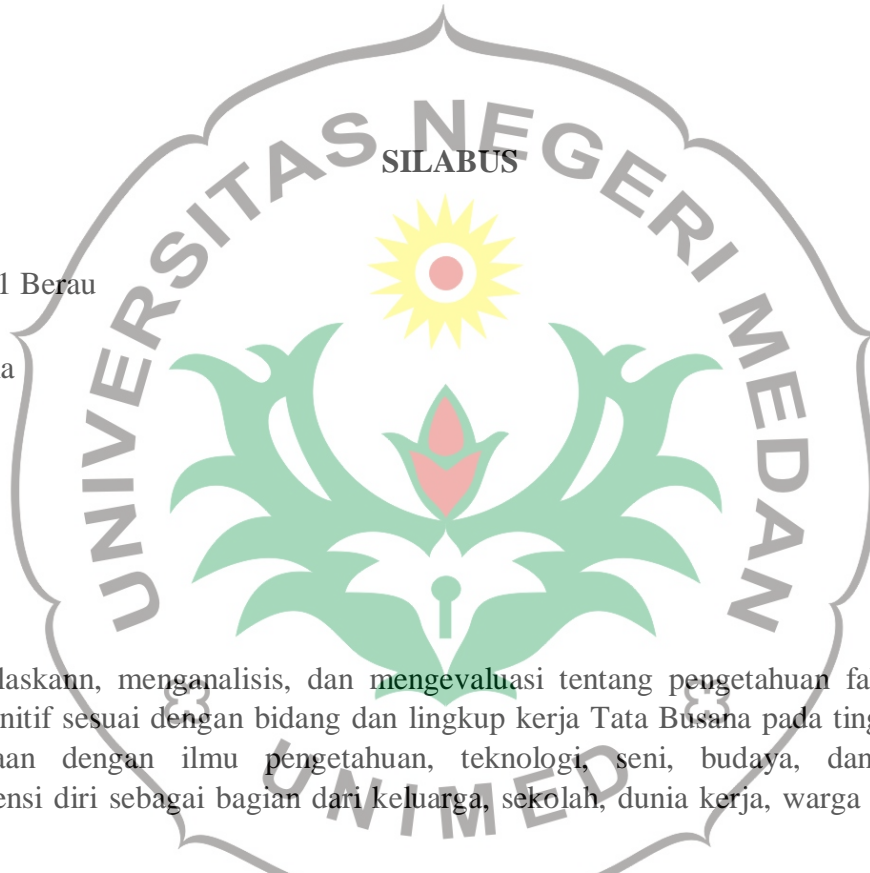 UNIVERSITAS NEGERI MEDAN
SILABUS
1 Berau
laskann, menganalisis, dan mengevaluasi tentang pengetahuan fa
nitif sesuai dengan bidang dan lingkup kerja Tata Busana pada ting
aan dengan ilmu pengetahuan, teknologi, seni, budaya, dan
ensi diri sebagai bagian dari keluarga, sekolah, dunia kerja, warga
UNIMED